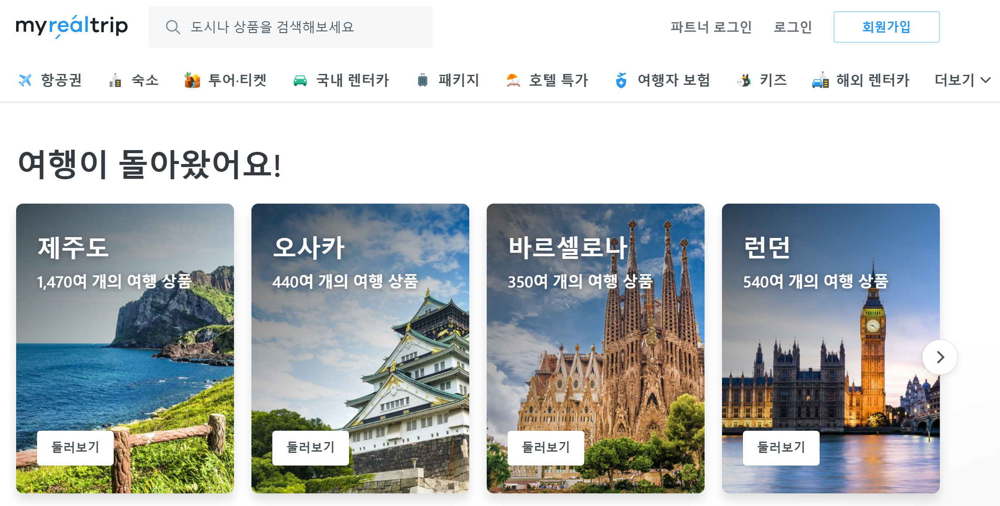 myrealtrip
도시나 상품을 검색해보세요
파트너 로그인
로그인
회원가입
항공권
숙소
투어·티켓
국내 렌터카
패키지
호텔 특가
여행자 보험
키즈
해외 렌터카
더보기
여행이 돌아왔어요!
제주도
1,470여 개의 여행 상품
둘러보기
오사카
440여 개의 여행 상품
둘러보기
바르셀로나
350여 개의 여행 상품
둘러보기
런던
540여 개의 여행 상품
둘러보기